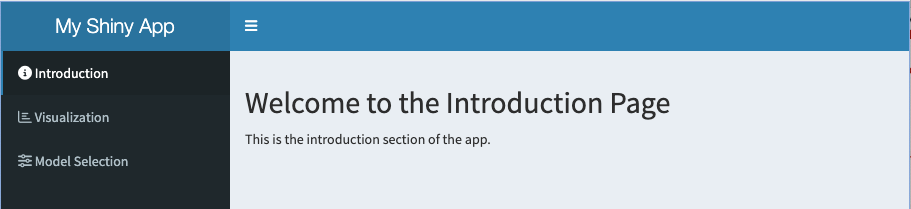 My Shiny App
Introduction
Visualization
Model Selection
Welcome to the Introduction Page
This is the introduction section of the app.